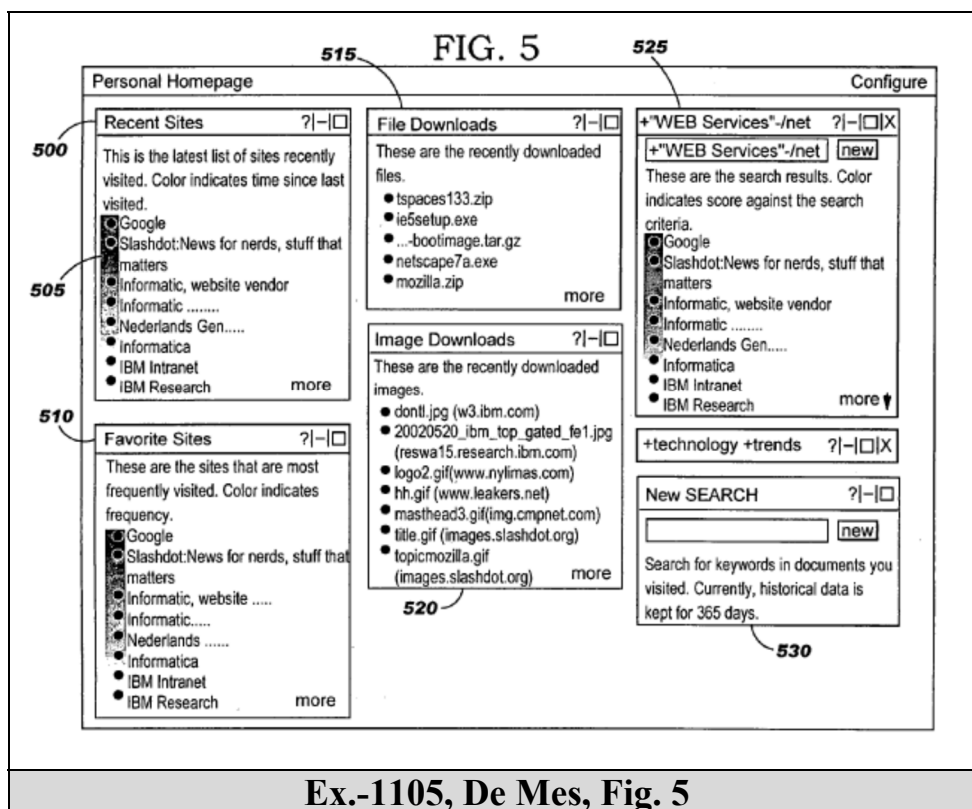 FIG. 5
515
525
Personal Homepage
Configure
500
Recent Sites ?|−|□
This is the latest list of sites recently
visited. Color indicates time since last
visited.
Google
Slashdot:News for nerds, stuff that
matters
505
Informatic, website vendor
Informatic ........
Nederlands Gen.....
Informatica
IBM Intranet
IBM Research
more
510
Favorite Sites ?|−|□
These are the sites that are most
frequently visited. Color indicates
frequency.
Google
Slashdot:News for nerds, stuff that
matters
Informatic, website .....
Informatic.....
Nederlands ......
Informatica
IBM Intranet
IBM Research
more
File Downloads ?|−|□
These are the recently downloaded
files.
tspaces133.zip
ie5setup.exe
...-bootimage.tar.gz
netscape7a.exe
mozilla.zip
more
Image Downloads ?|−|□
These are the recently downloaded
images.
dontl.jpg (w3.ibm.com)
20020520_ibm_top_gated_fe1.jpg
(reswa15.research.ibm.com)
logo2.gif(www.nylimas.com)
hh.gif (www.leakers.net)
masthead3.gif(img.cmpnet.com)
title.gif (images.slashdot.org)
topicmozilla.gif
(images.slashdot.org)
more
520
+"WEB Services"-/net ?|−|□|X
+"WEB Services"-/net
new
These are the search results. Color
indicates score against the search
criteria.
Google
Slashdot:News for nerds, stuff that
matters
Informatic, website vendor
Informatic ........
Nederlands Gen.....
Informatica
IBM Intranet
IBM Research
more
+technology +trends ?|−|□|X
New SEARCH ?|−|□
new
Search for keywords in documents you
visited. Currently, historical data is
kept for 365 days.
530
Ex.-1105, De Mes, Fig. 5